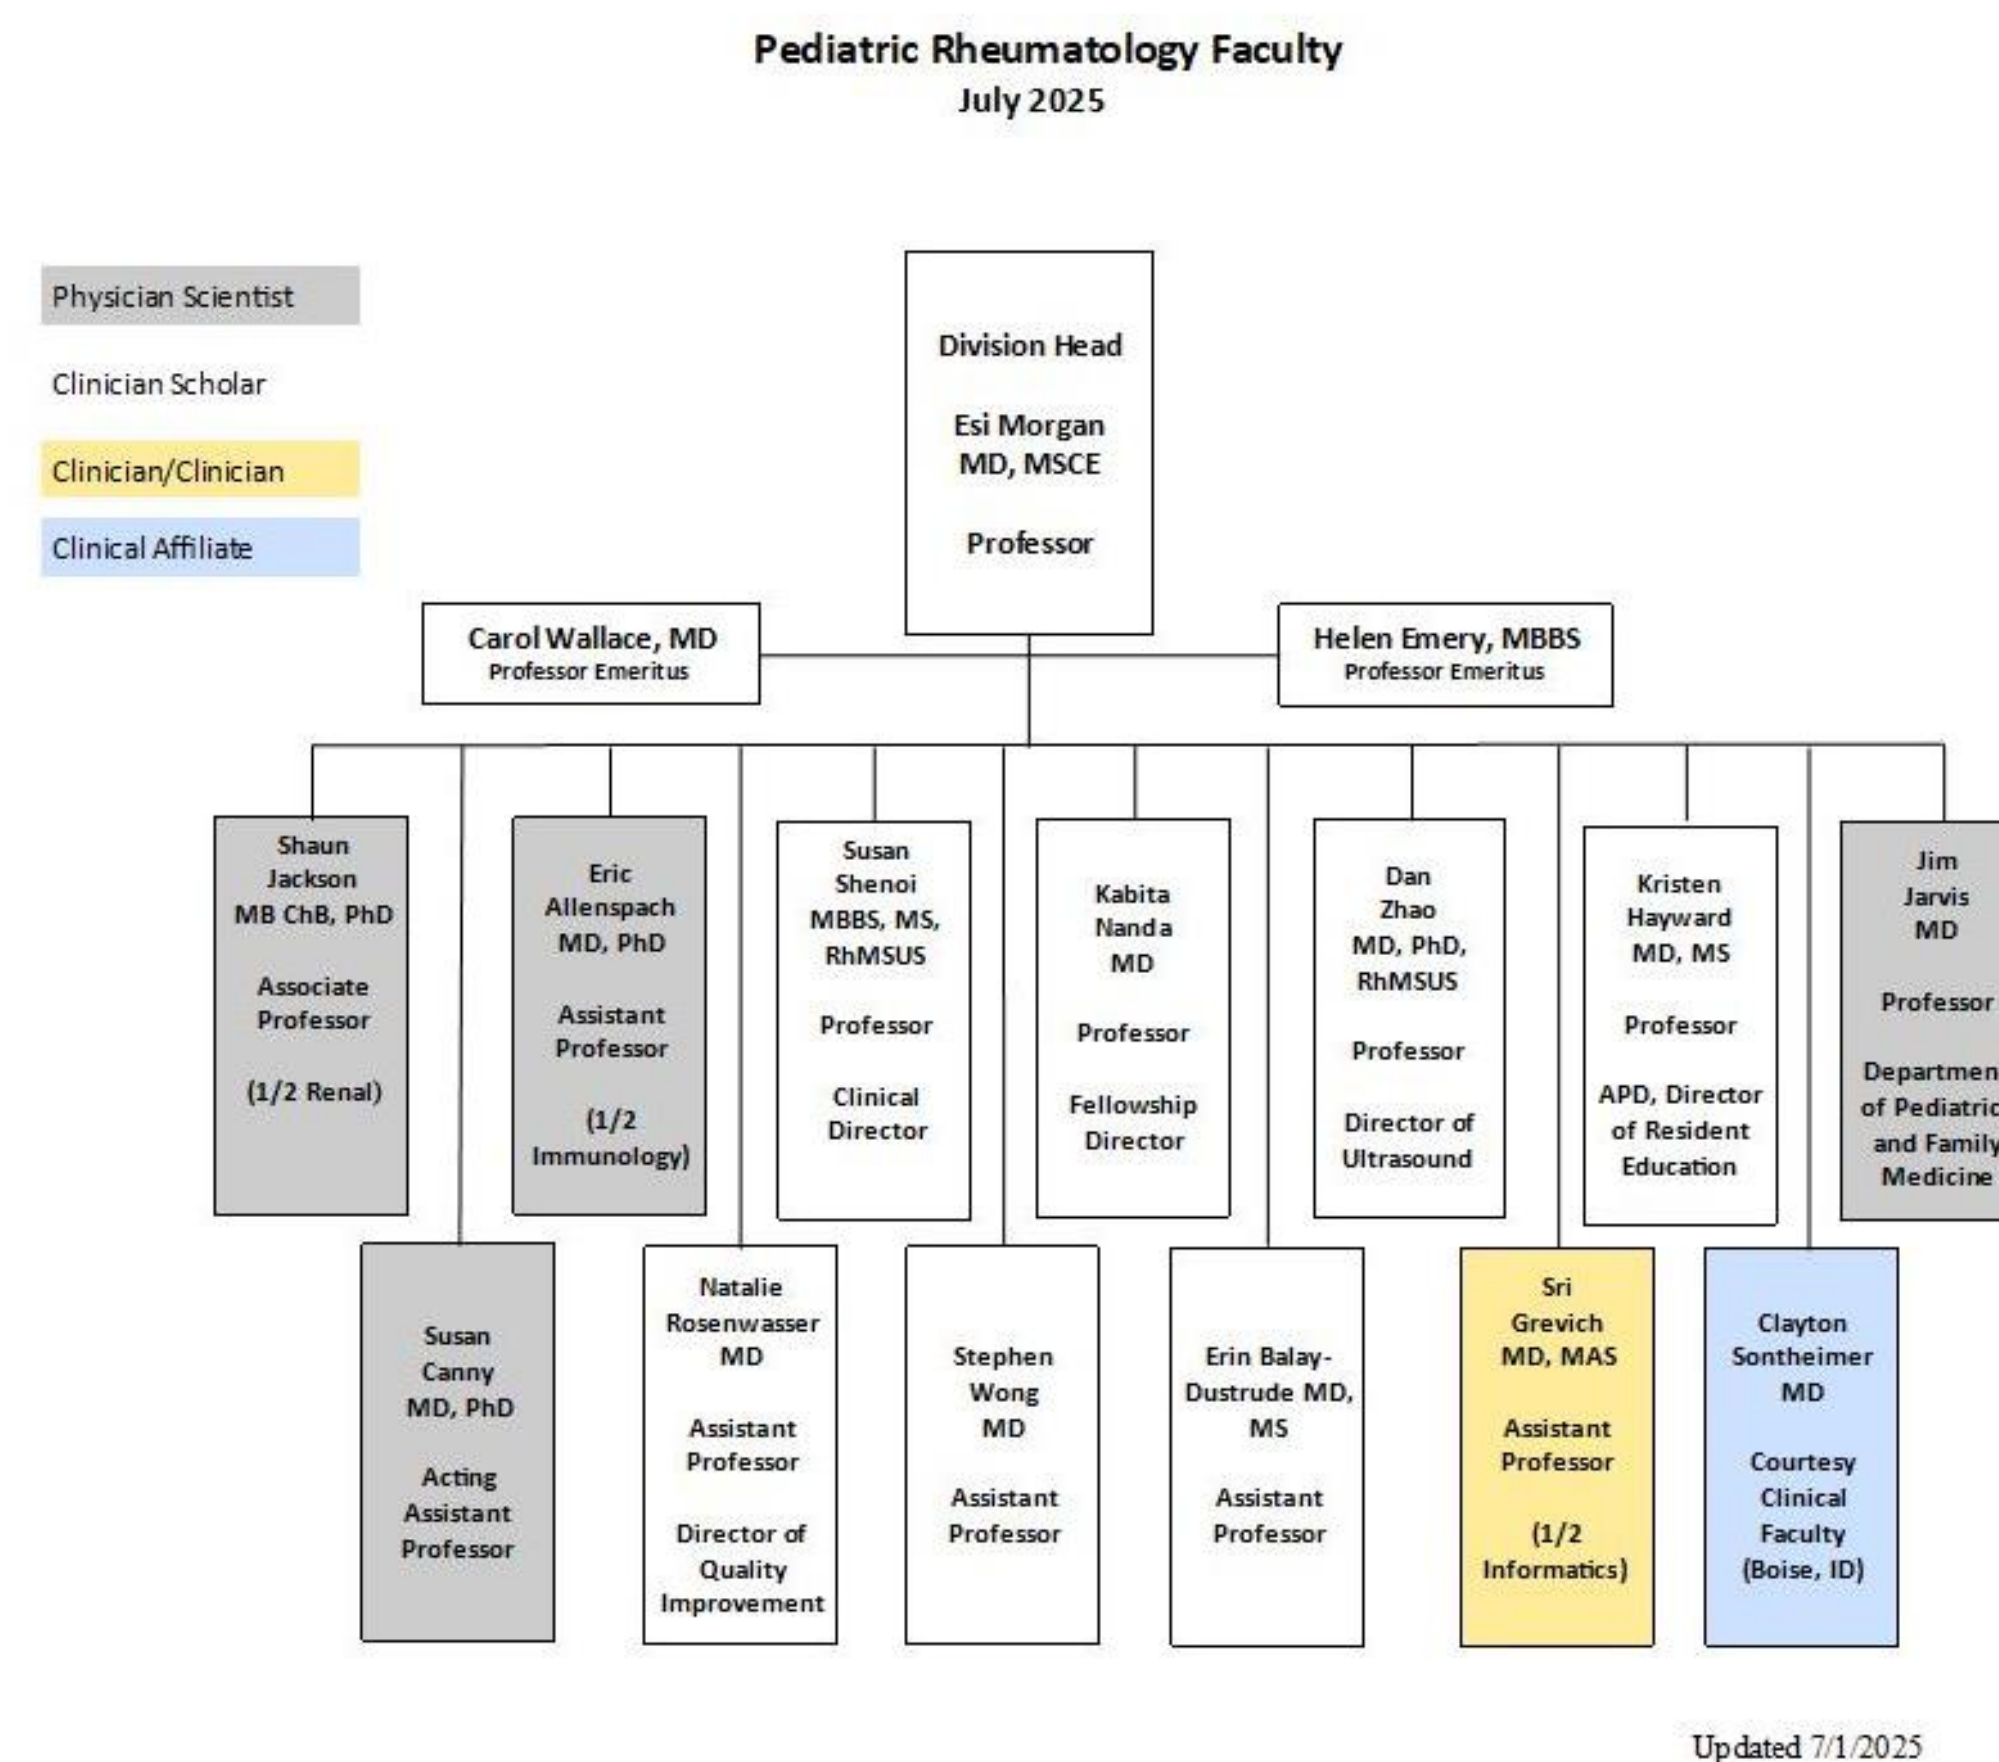 Pediatric Rheumatology Faculty
July 2025
Physician Scientist
Clinician Scholar
Clinician/Clinician
Clinical Affiliate
Division Head
Esi Morgan
MD, MSCE
Professor
Carol Wallace, MD
Professor Emeritus
Helen Emery, MBBS
Professor Emeritus
Shaun
Jackson
MB ChB, PhD
Associate
Professor
(1/2 Renal)
Eric
Allenspach
MD, PhD
Assistant
Professor
(1/2
Immunology)
Susan
Shenoi
MBBS, MS,
RhMSUS
Professor
Clinical
Director
Kabita
Nanda
MD
Professor
Fellowship
Director
Dan
Zhao
MD, PhD,
RhMSUS
Professor
Director of
Ultrasound
Kristen
Hayward
MD, MS
Professor
APD, Director
of Resident
Education
Jim
Jarvis
MD
Professor
Departmen
of Pediatric
and Family
Medicine
Susan
Canny
MD, PhD
Acting
Assistant
Professor
Natalie
Rosenwasser
MD
Assistant
Professor
Director of
Quality
Improvement
Stephen
Wong
MD
Assistant
Professor
Erin Balay-
Dustrude MD,
MS
Assistant
Professor
Sri
Grevich
MD, MAS
Assistant
Professor
(1/2
Informatics)
Clayton
Sontheimer
MD
Courtesy
Clinical
Faculty
(Boise, ID)
Updated 7/1/2025